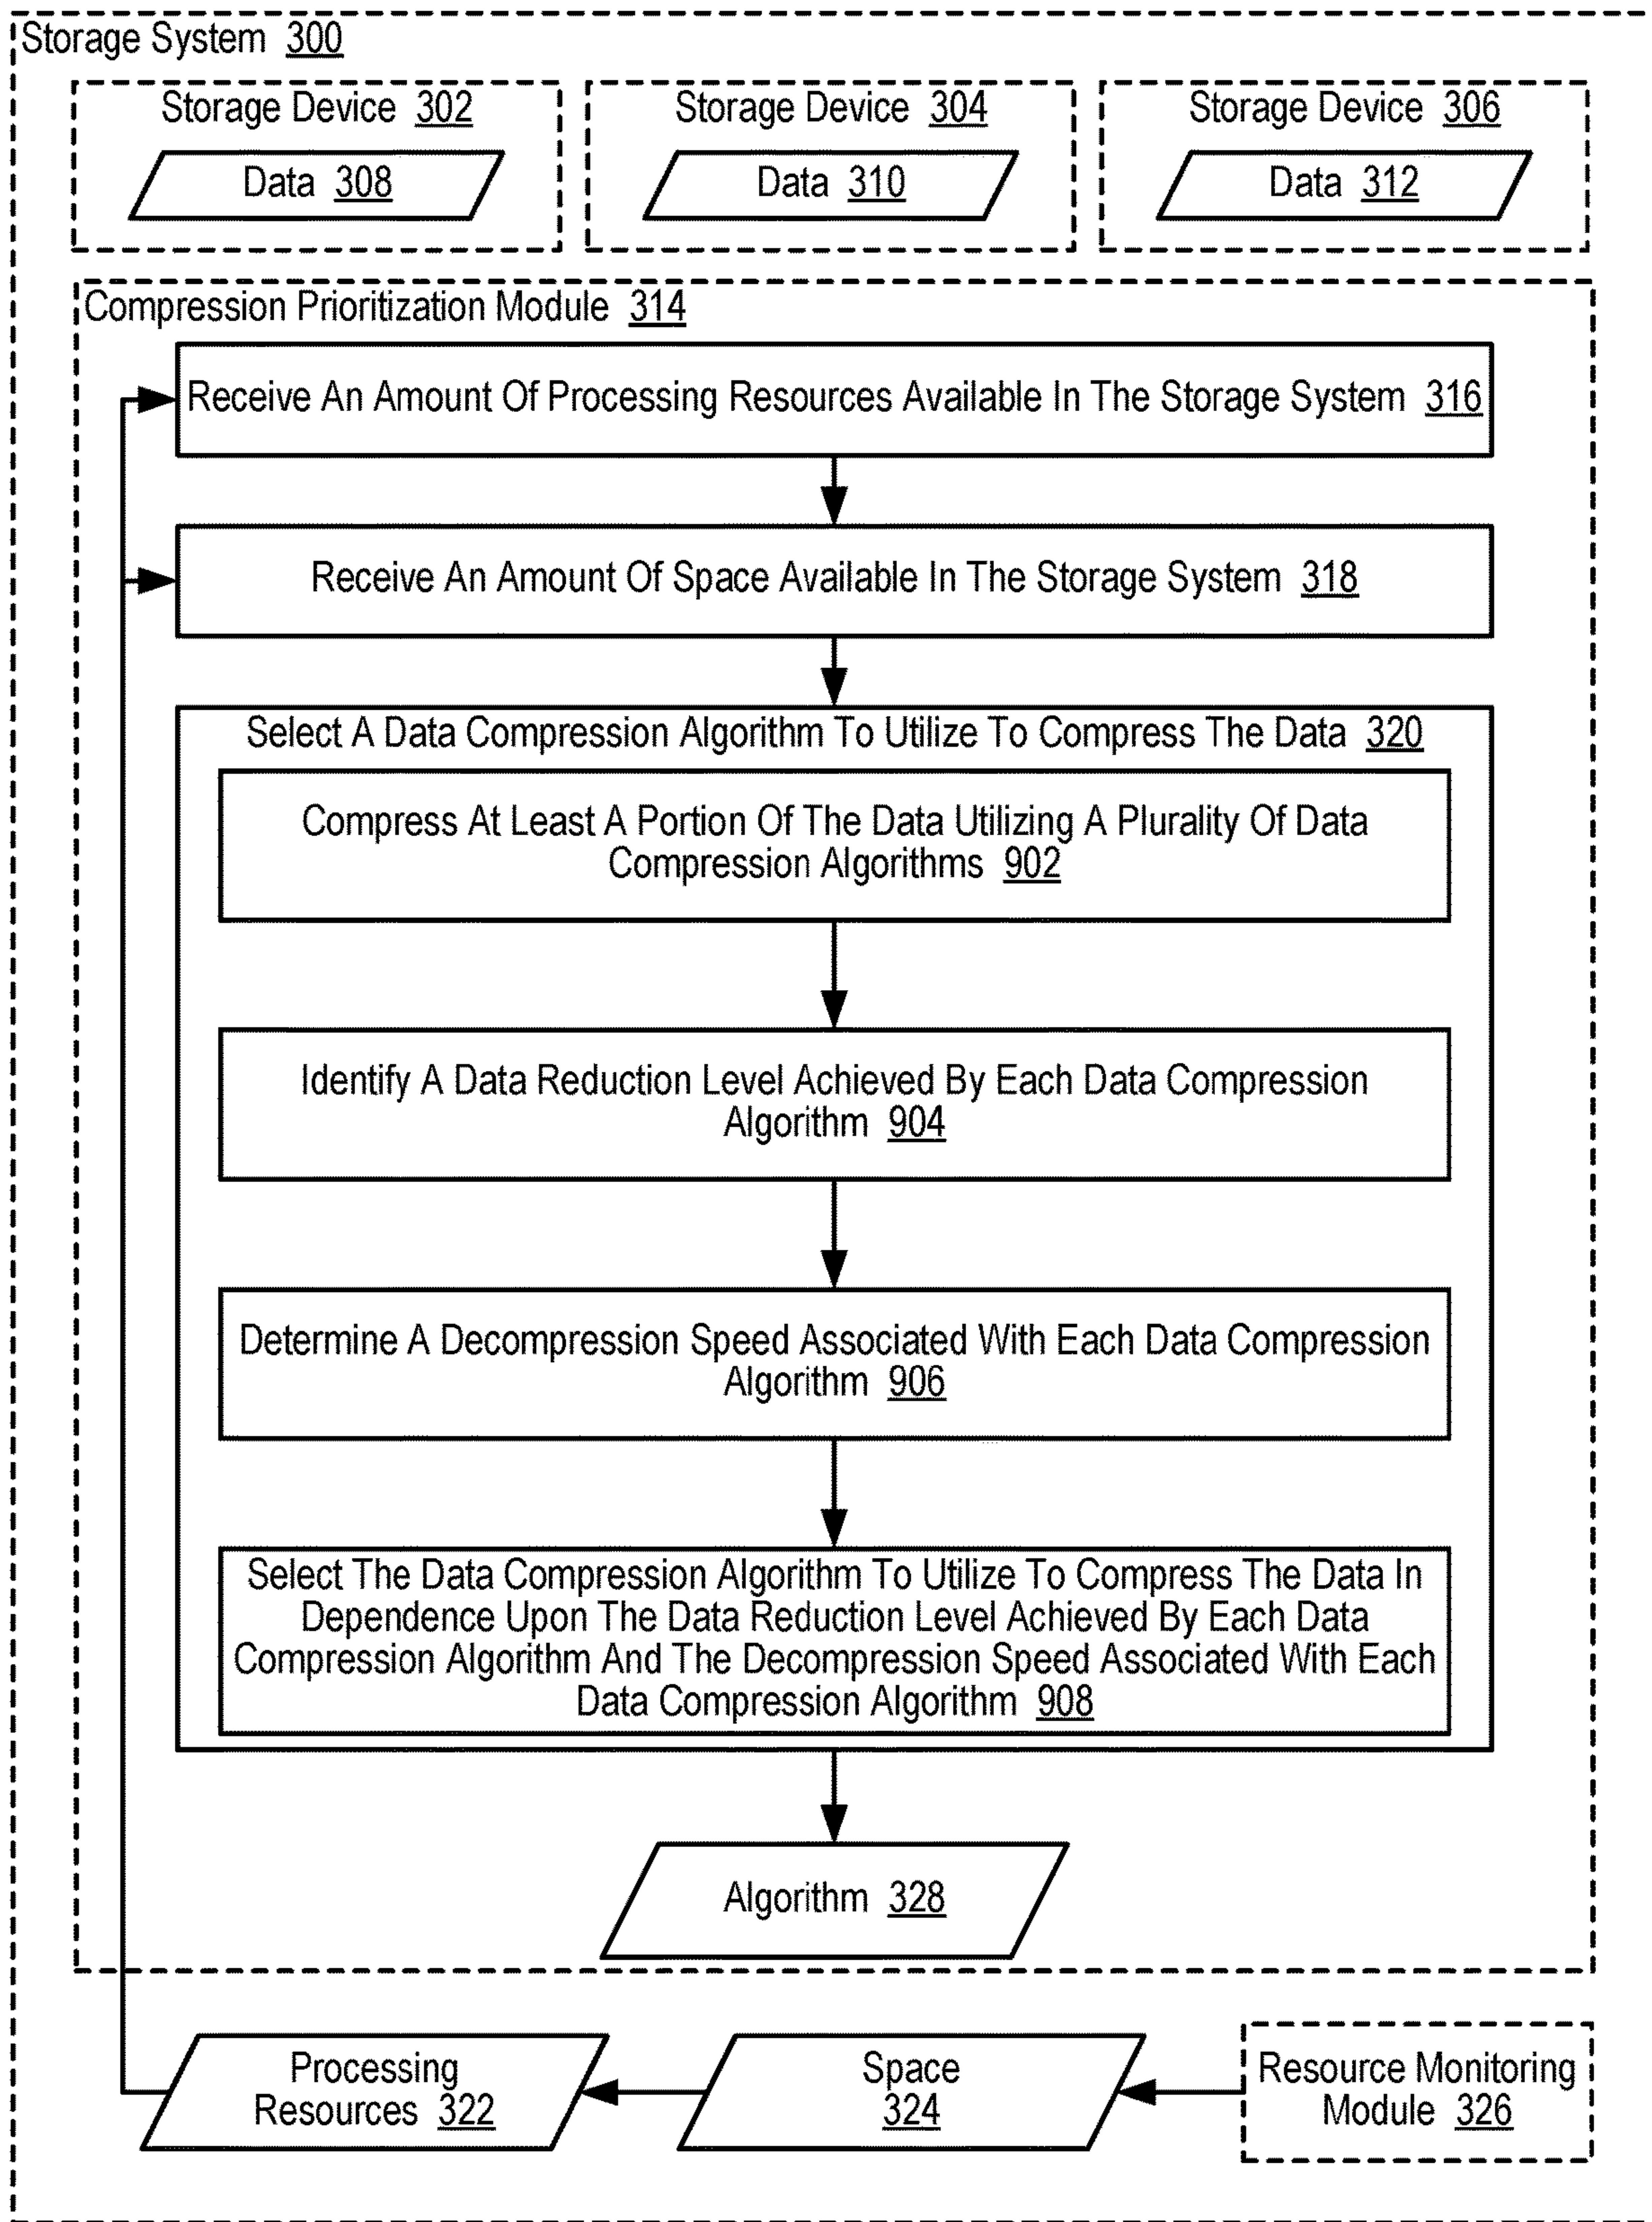 Storage System 300
Storage Device 302
Data 308
Storage Device 304
Data 310
Storage Device 306
Data 312
Compression Prioritization Module 314
Receive An Amount Of Processing Resources Available In The Storage System 316
Receive An Amount Of Space Available In The Storage System 318
Select A Data Compression Algorithm To Utilize To Compress The Data 320
Compress At Least A Portion Of The Data Utilizing A Plurality Of Data
Compression Algorithms 902
Identify A Data Reduction Level Achieved By Each Data Compression
Algorithm 904
Determine A Decompression Speed Associated With Each Data Compression
Algorithm 906
Select The Data Compression Algorithm To Utilize To Compress The Data In
Dependence Upon The Data Reduction Level Achieved By Each Data
Compression Algorithm And The Decompression Speed Associated With Each
Data Compression Algorithm 908
Algorithm 328
Processing
Resources 322
Space
324
Resource Monitoring
Module 326